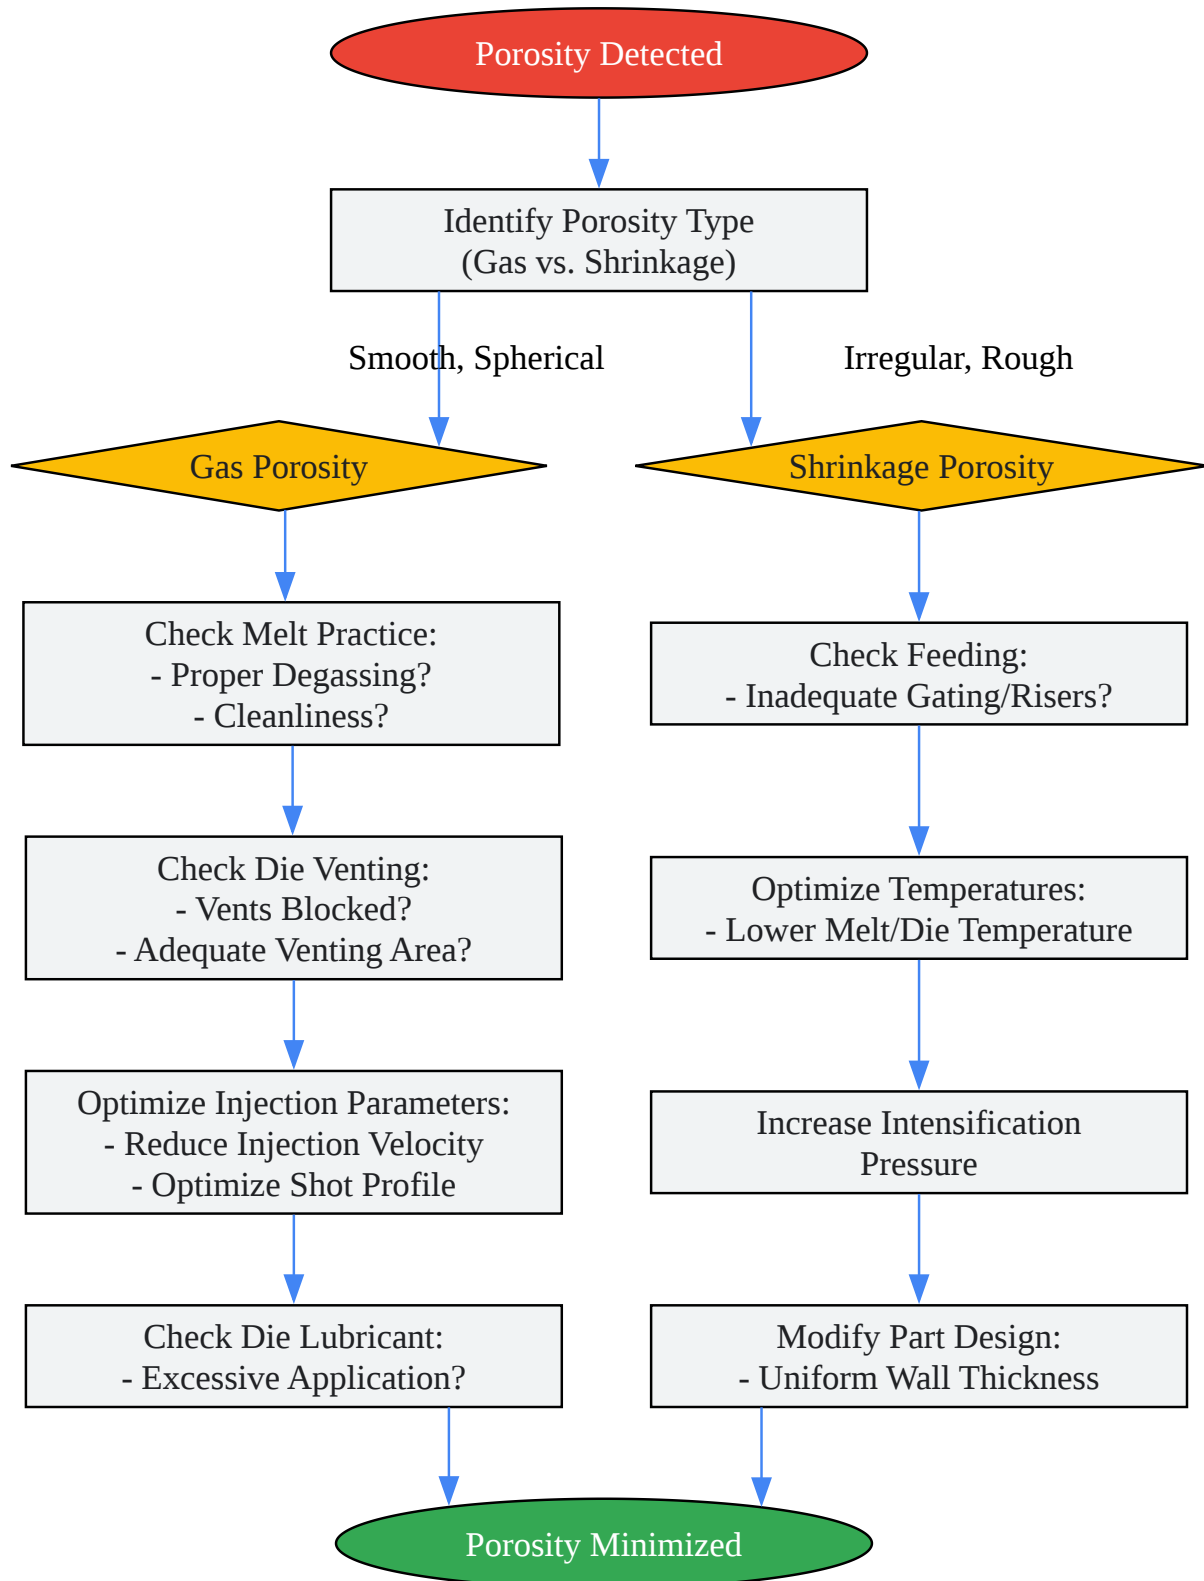 Porosity Detected
Identify Porosity Type
(Gas vs. Shrinkage)
Smooth, Spherical
Irregular, Rough
Gas Porosity
Shrinkage Porosity
Check Melt Practice:
- Proper Degassing?
- Cleanliness?
Check Feeding:
- Inadequate Gating/Risers?
Check Die Venting:
- Vents Blocked?
- Adequate Venting Area?
Optimize Temperatures:
- Lower Melt/Die Temperature
Optimize Injection Parameters:
- Reduce Injection Velocity
- Optimize Shot Profile
Increase Intensification
Pressure
Check Die Lubricant:
- Excessive Application?
Modify Part Design:
- Uniform Wall Thickness
Porosity Minimized